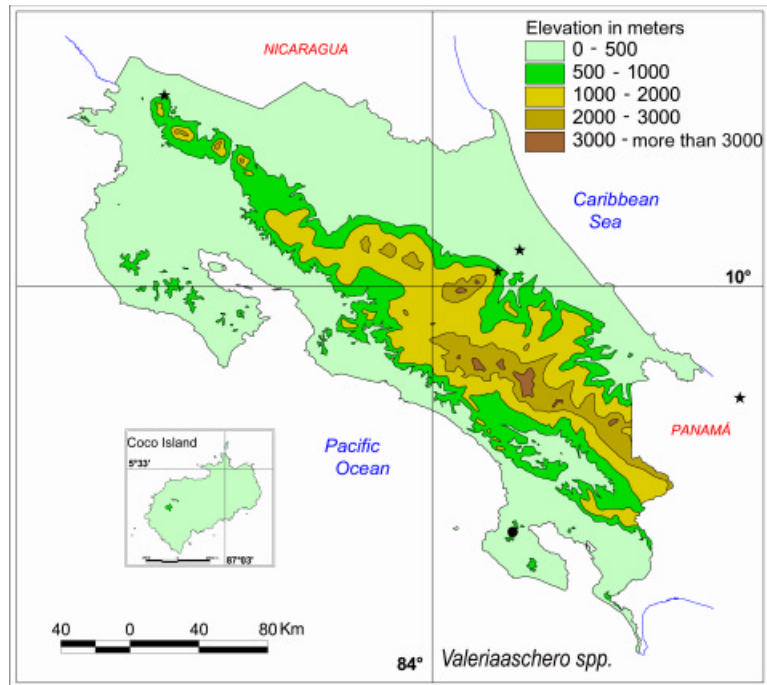 NICARAGUA
Elevation in meters
0 - 500
500 - 1000
1000 - 2000
2000 - 3000
3000 - more than 3000
Caribbean
Sea
10°
PANAMÁ
Coco Island
5°33'
87°03'
Pacific
Ocean
40 0 40 80 Km
84°
Valeriaaschero spp.